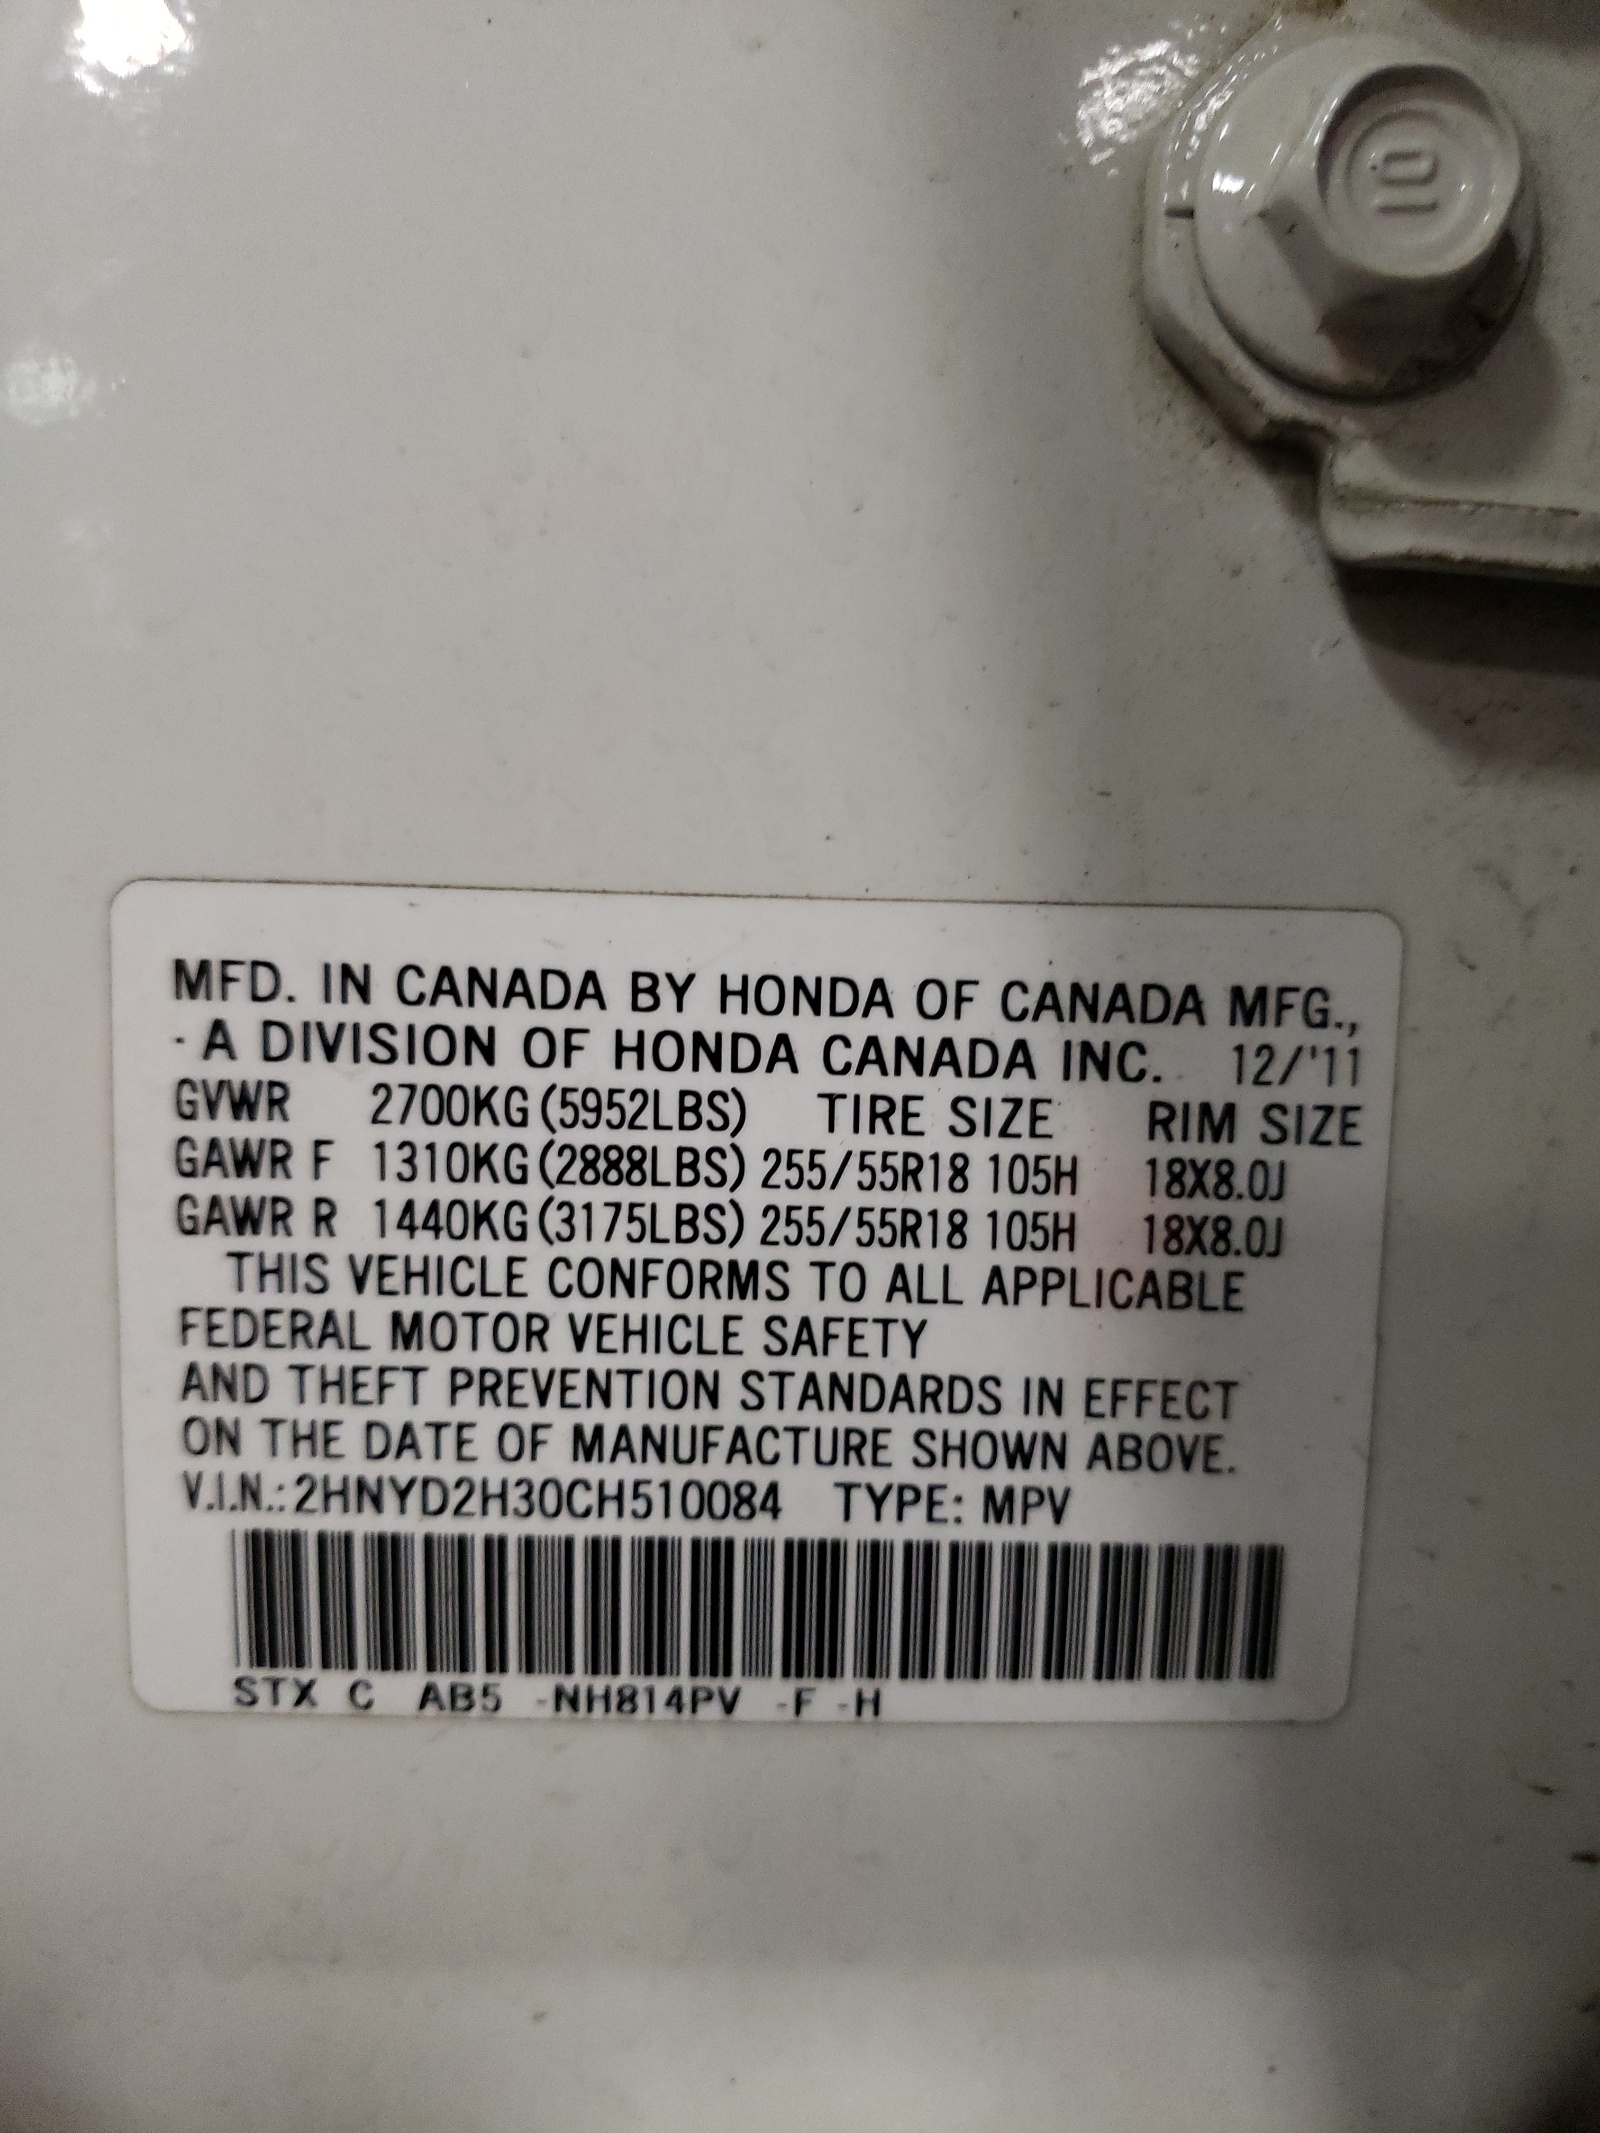 10
MFD. IN CANADA BY HONDA OF CANADA MFG.,
- A DIVISION OF HONDA CANADA INC. 12/'11
GVWR 2700KG(5952LBS) TIRE SIZE RIM SIZE
GAWR F 1310KG(2888LBS) 255/55R18 105H 18X8.0J
GAWR R 1440KG(3175LBS) 255/55R18 105H 18X8.0J
THIS VEHICLE CONFORMS TO ALL APPLICABLE
FEDERAL MOTOR VEHICLE SAFETY
AND THEFT PREVENTION STANDARDS IN EFFECT
ON THE DATE OF MANUFACTURE SHOWN ABOVE.
V.I.N.:2HNYD2H30CH510084 TYPE: MPV
STX C AB5 -NH814PV -F -H